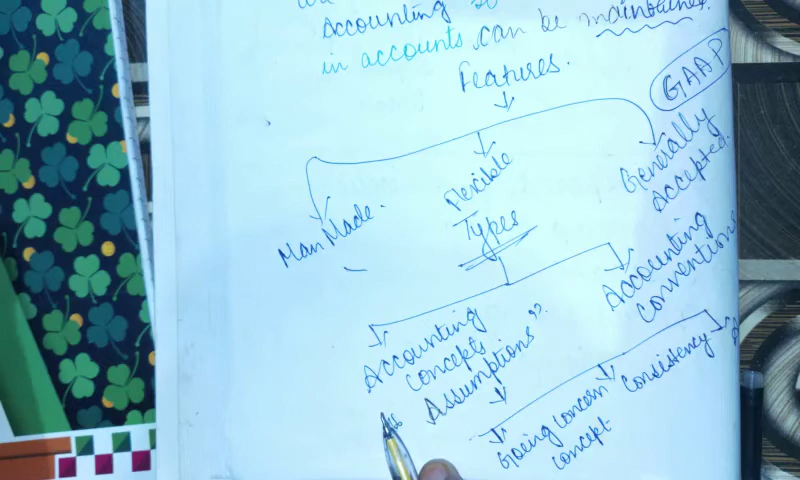 Accounting
in accounts can be maintained.
Features.
GAAP
Man Made.
Flexible
Generally
Accepted.
Types
Accounting
Concepts
Assumptions".
Accounting
Conventions
Going Concern
concept
Consistency